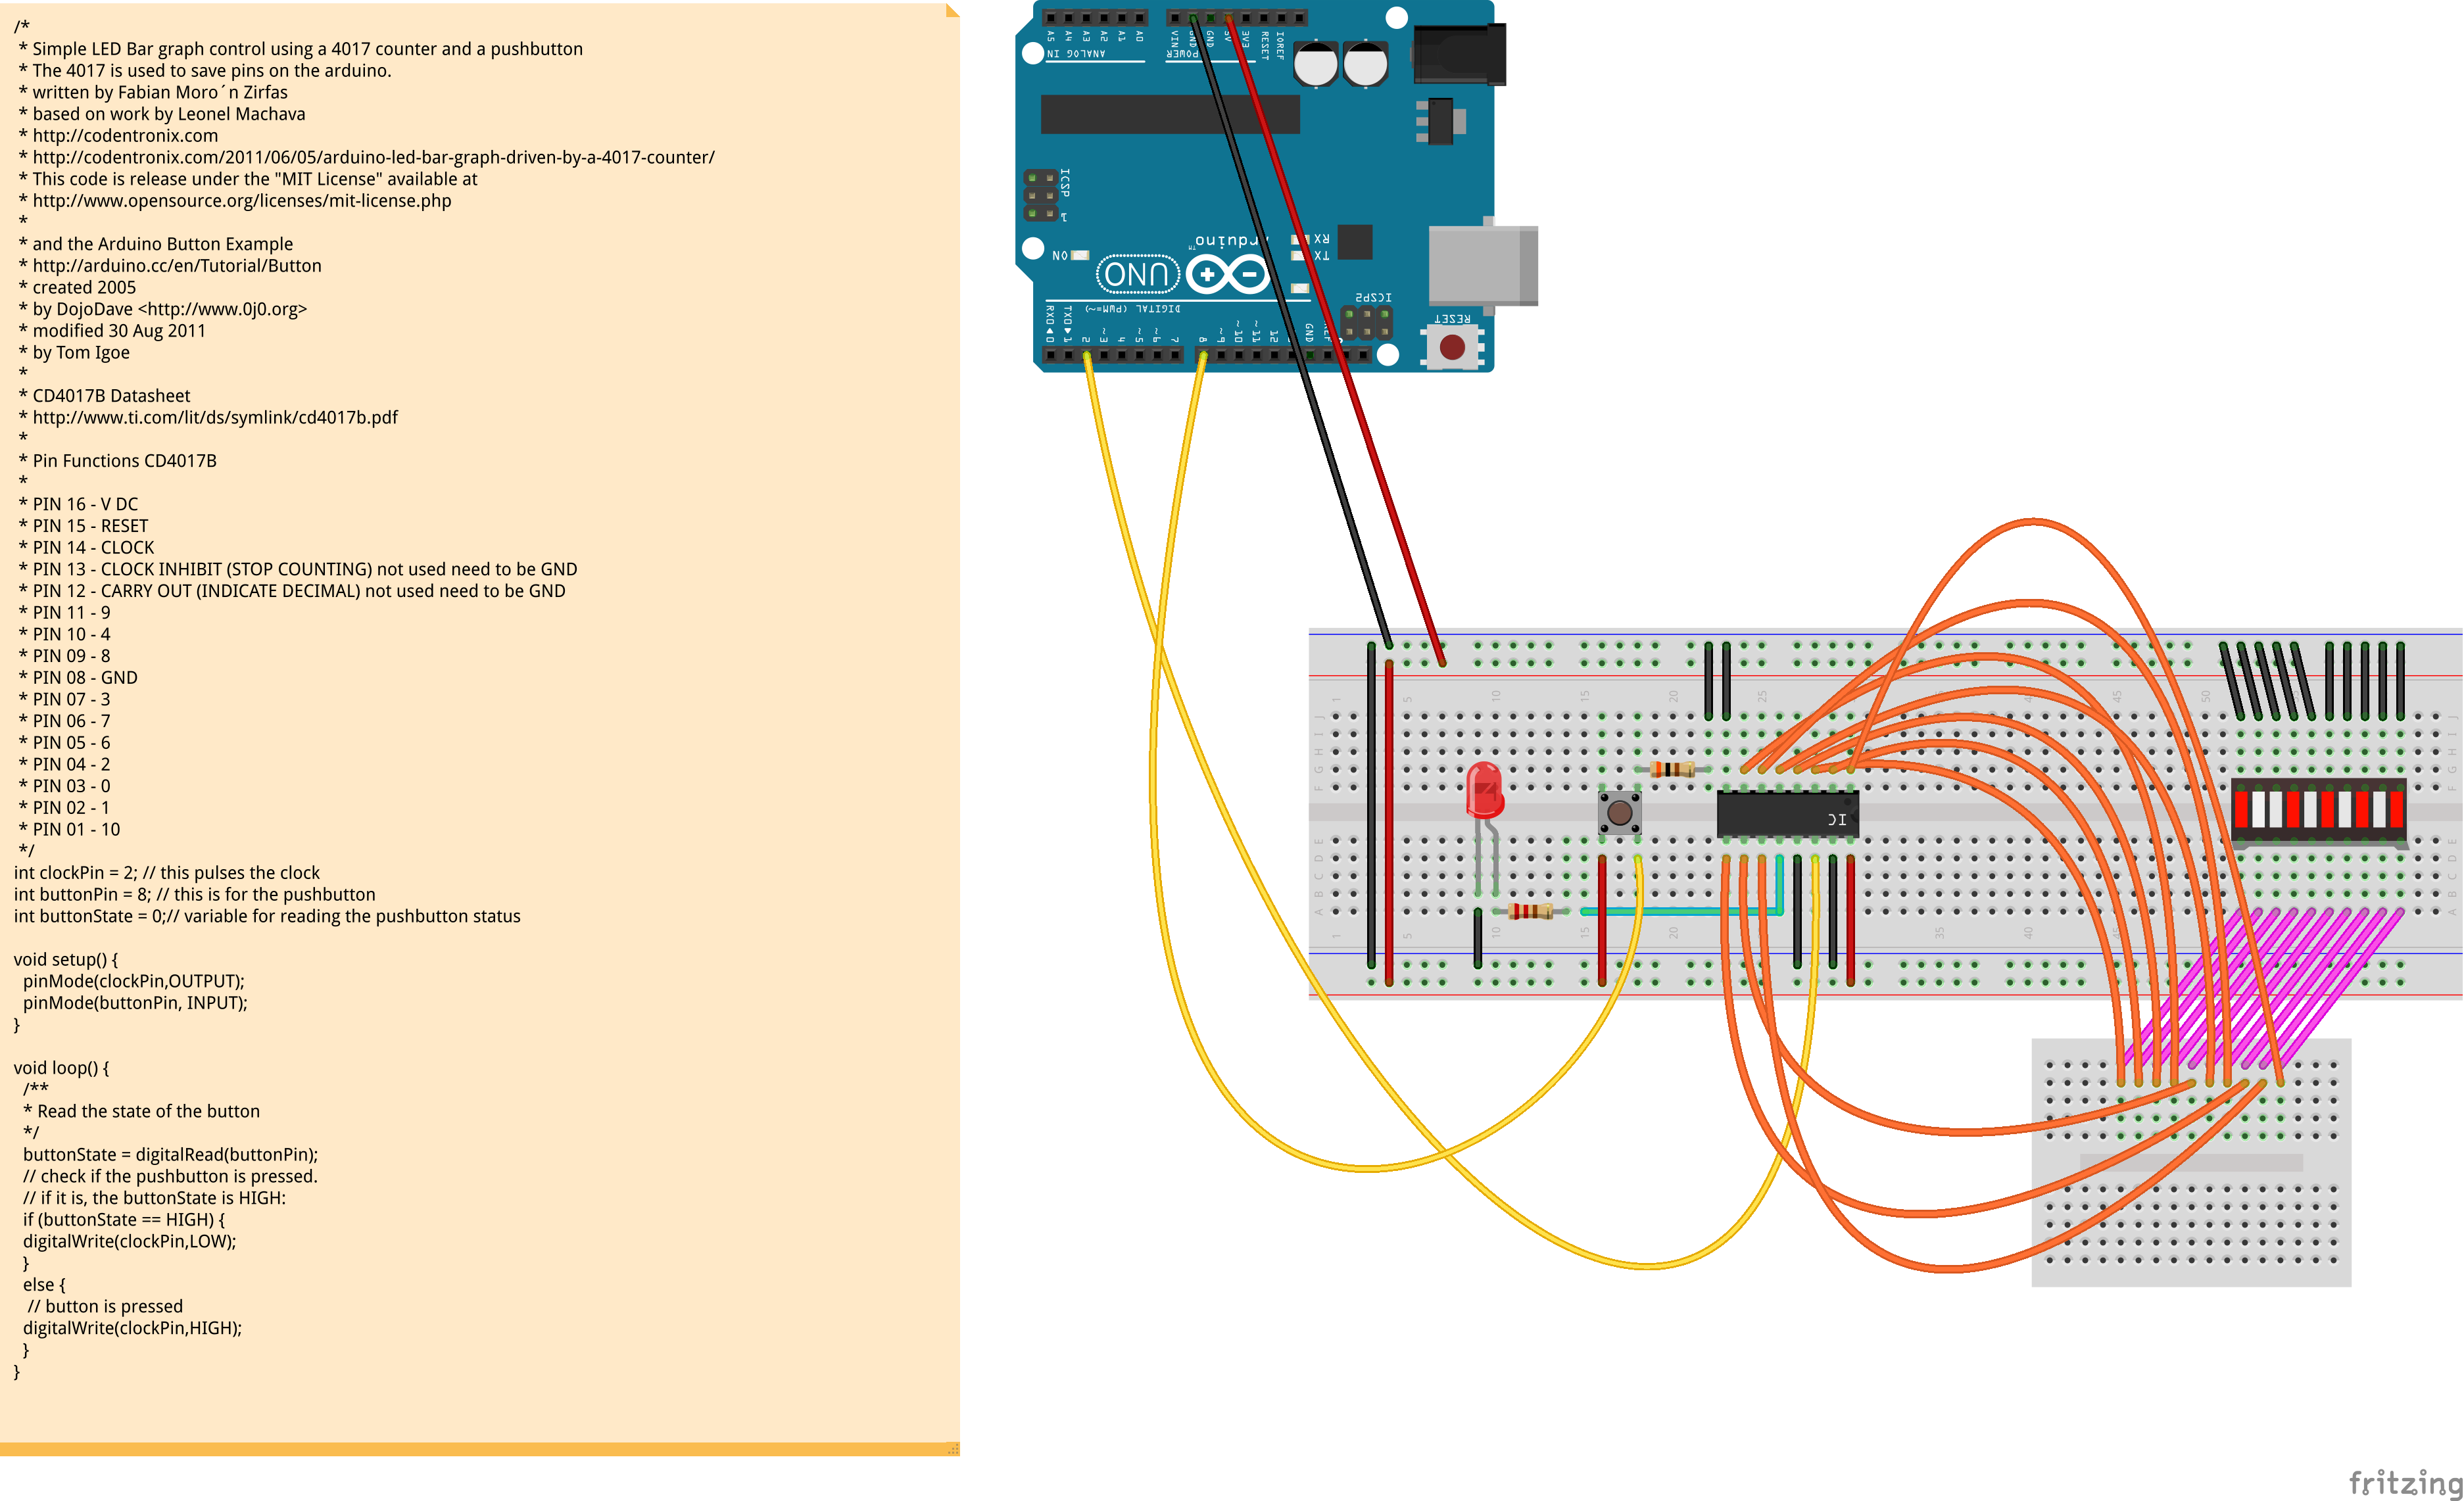 /*
* Simple LED Bar graph control using a 4017 counter and a pushbutton
* The 4017 is used to save pins on the arduino.
* written by Fabian Moro´n Zirfas
* based on work by Leonel Machava
* http://codentronix.com
* http://codentronix.com/2011/06/05/arduino-led-bar-graph-driven-by-a-4017-counter/
* This code is release under the "MIT License" available at
* http://www.opensource.org/licenses/mit-license.php
*
* and the Arduino Button Example
* http://arduino.cc/en/Tutorial/Button
* created 2005
* by DojoDave <http://www.0j0.org>
* modified 30 Aug 2011
* by Tom Igoe
*
* CD4017B Datasheet
* http://www.ti.com/lit/ds/symlink/cd4017b.pdf
*
* Pin Functions CD4017B
*
* PIN 16 - V DC
* PIN 15 - RESET
* PIN 14 - CLOCK
* PIN 13 - CLOCK INHIBIT (STOP COUNTING) not used need to be GND
* PIN 12 - CARRY OUT (INDICATE DECIMAL) not used need to be GND
* PIN 11 - 9
* PIN 10 - 4
* PIN 09 - 8
* PIN 08 - GND
* PIN 07 - 3
* PIN 06 - 7
* PIN 05 - 6
* PIN 04 - 2
* PIN 03 - 0
* PIN 02 - 1
* PIN 01 - 10
*/
int clockPin = 2; // this pulses the clock
int buttonPin = 8; // this is for the pushbutton
int buttonState = 0;// variable for reading the pushbutton status
void setup() {
pinMode(clockPin,OUTPUT);
pinMode(buttonPin, INPUT);
}
void loop() {
/**
* Read the state of the button
*/
buttonState = digitalRead(buttonPin);
// check if the pushbutton is pressed.
// if it is, the buttonState is HIGH:
if (buttonState == HIGH) {
digitalWrite(clockPin,LOW);
}
else {
// button is pressed
digitalWrite(clockPin,HIGH);
}
}
A5 A4 A3 A2 A1 A0
VIN GND GND 5V 3V3 RESET IOREF
ANALOG IN
POWER
ICSP
1
Arduino
TM
ON
UNO
RX
TX
ICSP2
DIGITAL (PWM=~)
RESET
RX0 0 TX0 1 2 ~3 4 ~5 ~6 7 8 ~9 ~10 ~11 12 GND
1 5 10 15 20 25 45 50
J I H G F
IC
E D C B A
1 5 10 15 20 35 40
fritzing